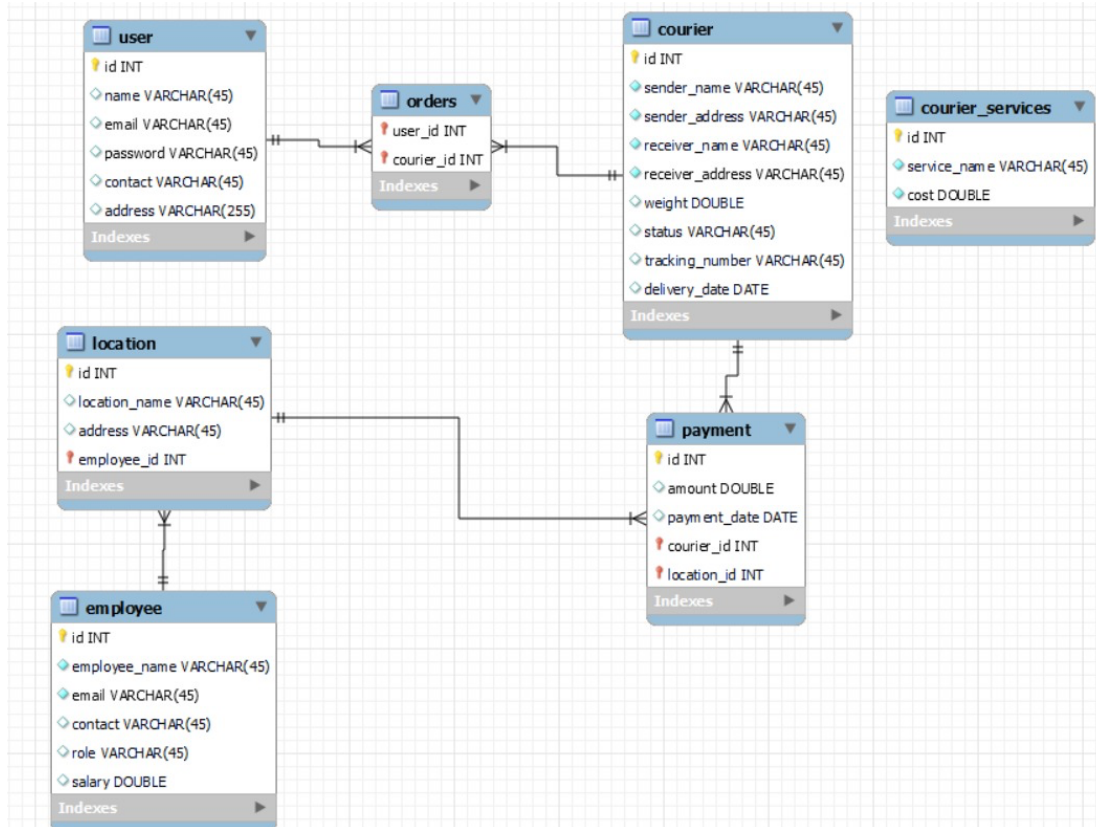 user
id INT
name VARCHAR(45)
email VARCHAR(45)
password VARCHAR(45)
contact VARCHAR(45)
address VARCHAR(255)
Indexes
orders
user_id INT
courier_id INT
Indexes
courier
id INT
sender_name VARCHAR(45)
sender_address VARCHAR(45)
receiver_name VARCHAR(45)
receiver_address VARCHAR(45)
weight DOUBLE
status VARCHAR(45)
tracking_number VARCHAR(45)
delivery_date DATE
Indexes
courier_services
id INT
service_name VARCHAR(45)
cost DOUBLE
Indexes
location
id INT
location_name VARCHAR(45)
address VARCHAR(45)
employee_id INT
Indexes
payment
id INT
amount DOUBLE
payment_date DATE
courier_id INT
location_id INT
Indexes
employee
id INT
employee_name VARCHAR(45)
email VARCHAR(45)
contact VARCHAR(45)
role VARCHAR(45)
salary DOUBLE
Indexes